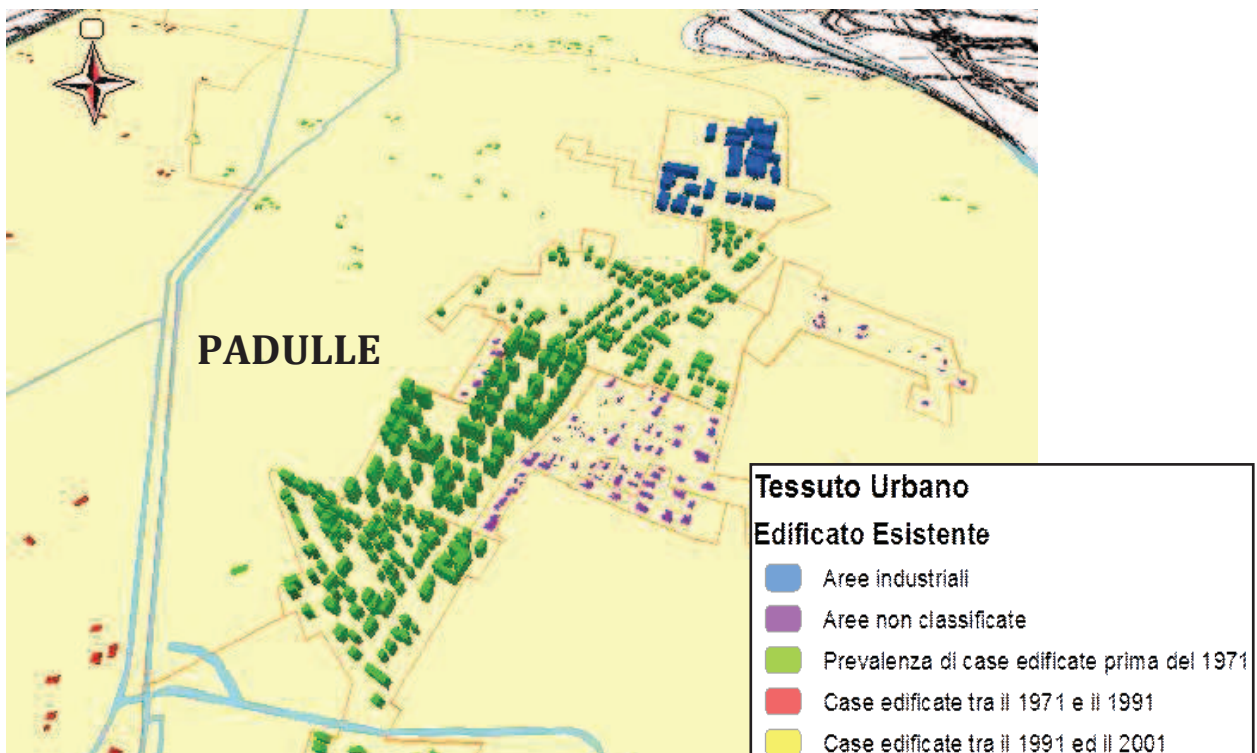 PADULLE
Tessuto Urbano
Edificato Esistente
Aree industriali
Aree non classificate
Prevalenza di case edificate prima del 1971
Case edificate tra il 1971 e il 1991
Case edificate tra il 1991 ed il 2001